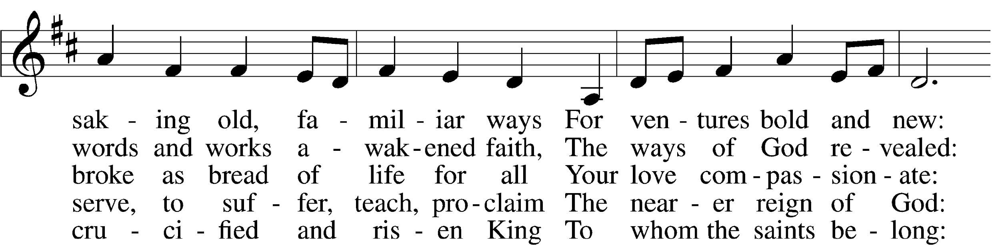 sak - ing old, fa - mil - iar ways For ven - tures bold and new:
words and works a - wak - ened faith, The ways of God re - vealed:
broke as bread of life for all Your love com - pas - sion - ate:
serve, to suf - fer, teach, pro - claim The near - er reign of God:
cru - ci - fied and ris - en King To whom the saints be - long: